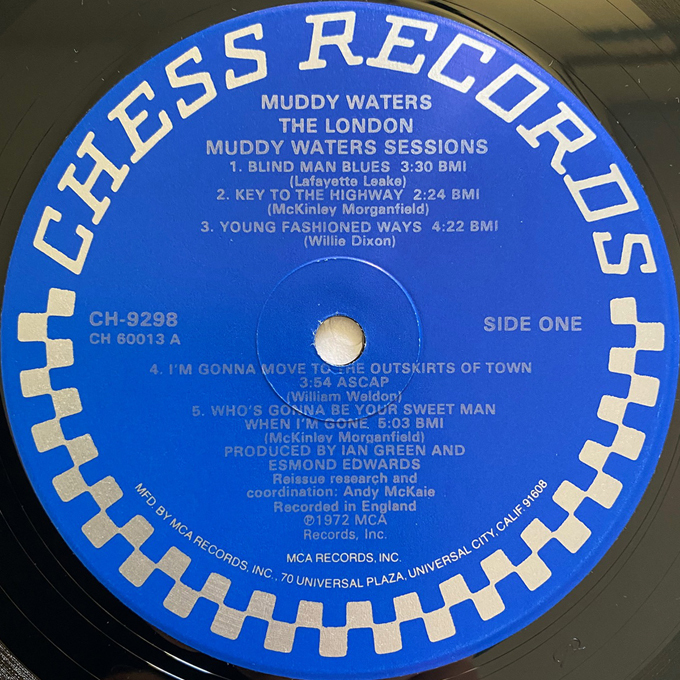 CHESS RECORDS
MUDDY WATERS
THE LONDON
MUDDY WATERS SESSIONS
1. BLIND MAN BLUES 3:30 BMI
(Lafayette Leake)
2. KEY TO THE HIGHWAY 2:24 BMI
(McKinley Morganfield)
3. YOUNG FASHIONED WAYS 4:22 BMI
(Willie Dixon)
CH-9298
CH 60013 A
SIDE ONE
4. I'M GONNA MOVE TO THE OUTSKIRTS OF TOWN
3:54 ASCAP
(William Weldon)
5. WHO'S GONNA BE YOUR SWEET MAN
WHEN I'M GONE 5:03 BMI
(McKinley Morganfield)
PRODUCED BY IAN GREEN AND
ESMOND EDWARDS
Reissue research and
coordination: Andy McKaie
Recorded in England
℗1972 MCA
Records, Inc.
MCA RECORDS, INC.
MFD. BY MCA RECORDS, INC., 70 UNIVERSAL PLAZA, UNIVERSAL CITY, CALIF. 91608